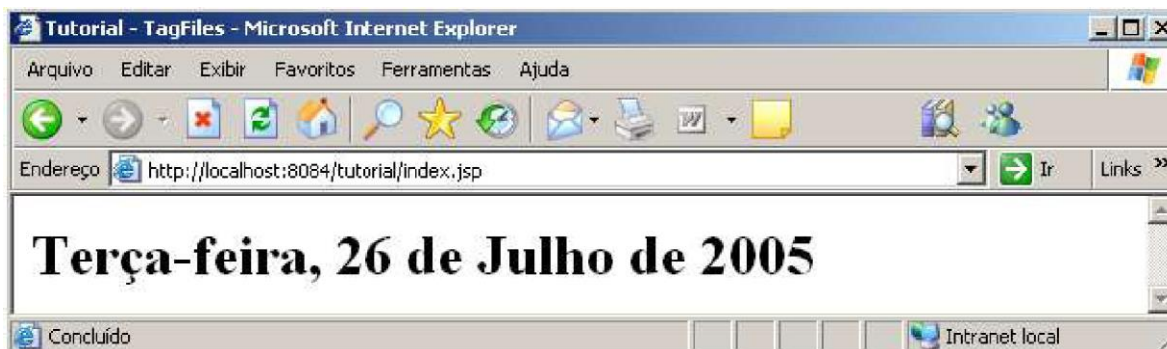 Tutorial - TagFiles - Microsoft Internet Explorer
Arquivo Editar Exibir Favoritos Ferramentas Ajuda
Endereço http://localhost:8084/tutorial/index.jsp Ir Links »
Terça-feira, 26 de Julho de 2005
Concluído Intranet local